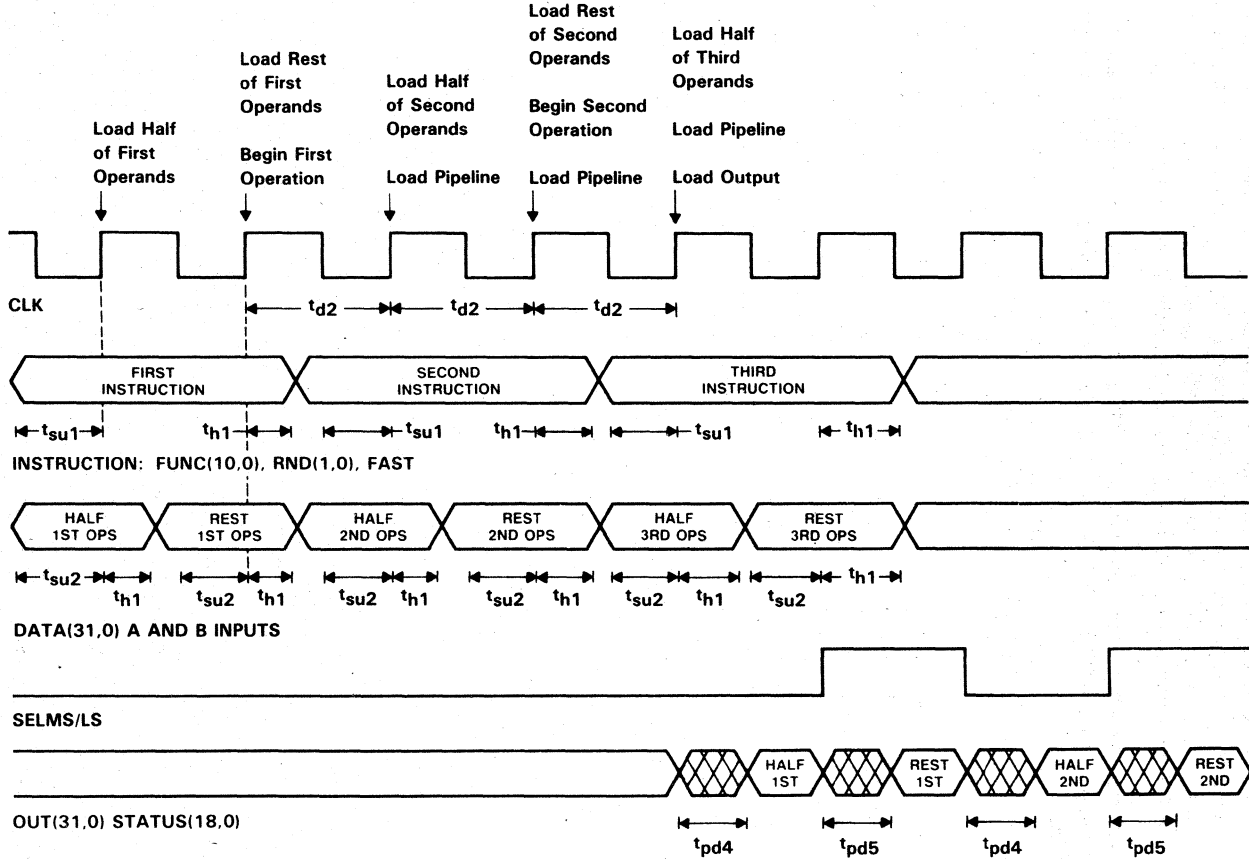 Load Half
of First
Operands
Load Rest
of First
Operands
Begin First
Operation
Load Half
of Second
Operands
Load Pipeline
Load Rest
of Second
Operands
Begin Second
Operation
Load Pipeline
Load Half
of Third
Operands
Load Pipeline
Load Output
CLK
td2 td2 td2
FIRST
INSTRUCTION
SECOND
INSTRUCTION
THIRD
INSTRUCTION
tsu1 th1 tsu1 th1 tsu1 th1
INSTRUCTION: FUNC(10,0), RND(1,0), FAST
HALF
1ST OPS
REST
1ST OPS
HALF
2ND OPS
REST
2ND OPS
HALF
3RD OPS
REST
3RD OPS
tsu2 th1 tsu2 th1 tsu2 th1 tsu2 th1 tsu2 th1 tsu2 th1
DATA(31,0) A AND B INPUTS
SELMS/LS
HALF
1ST
REST
1ST
HALF
2ND
REST
2ND
OUT(31,0) STATUS(18,0)
tpd4 tpd5 tpd4 tpd5